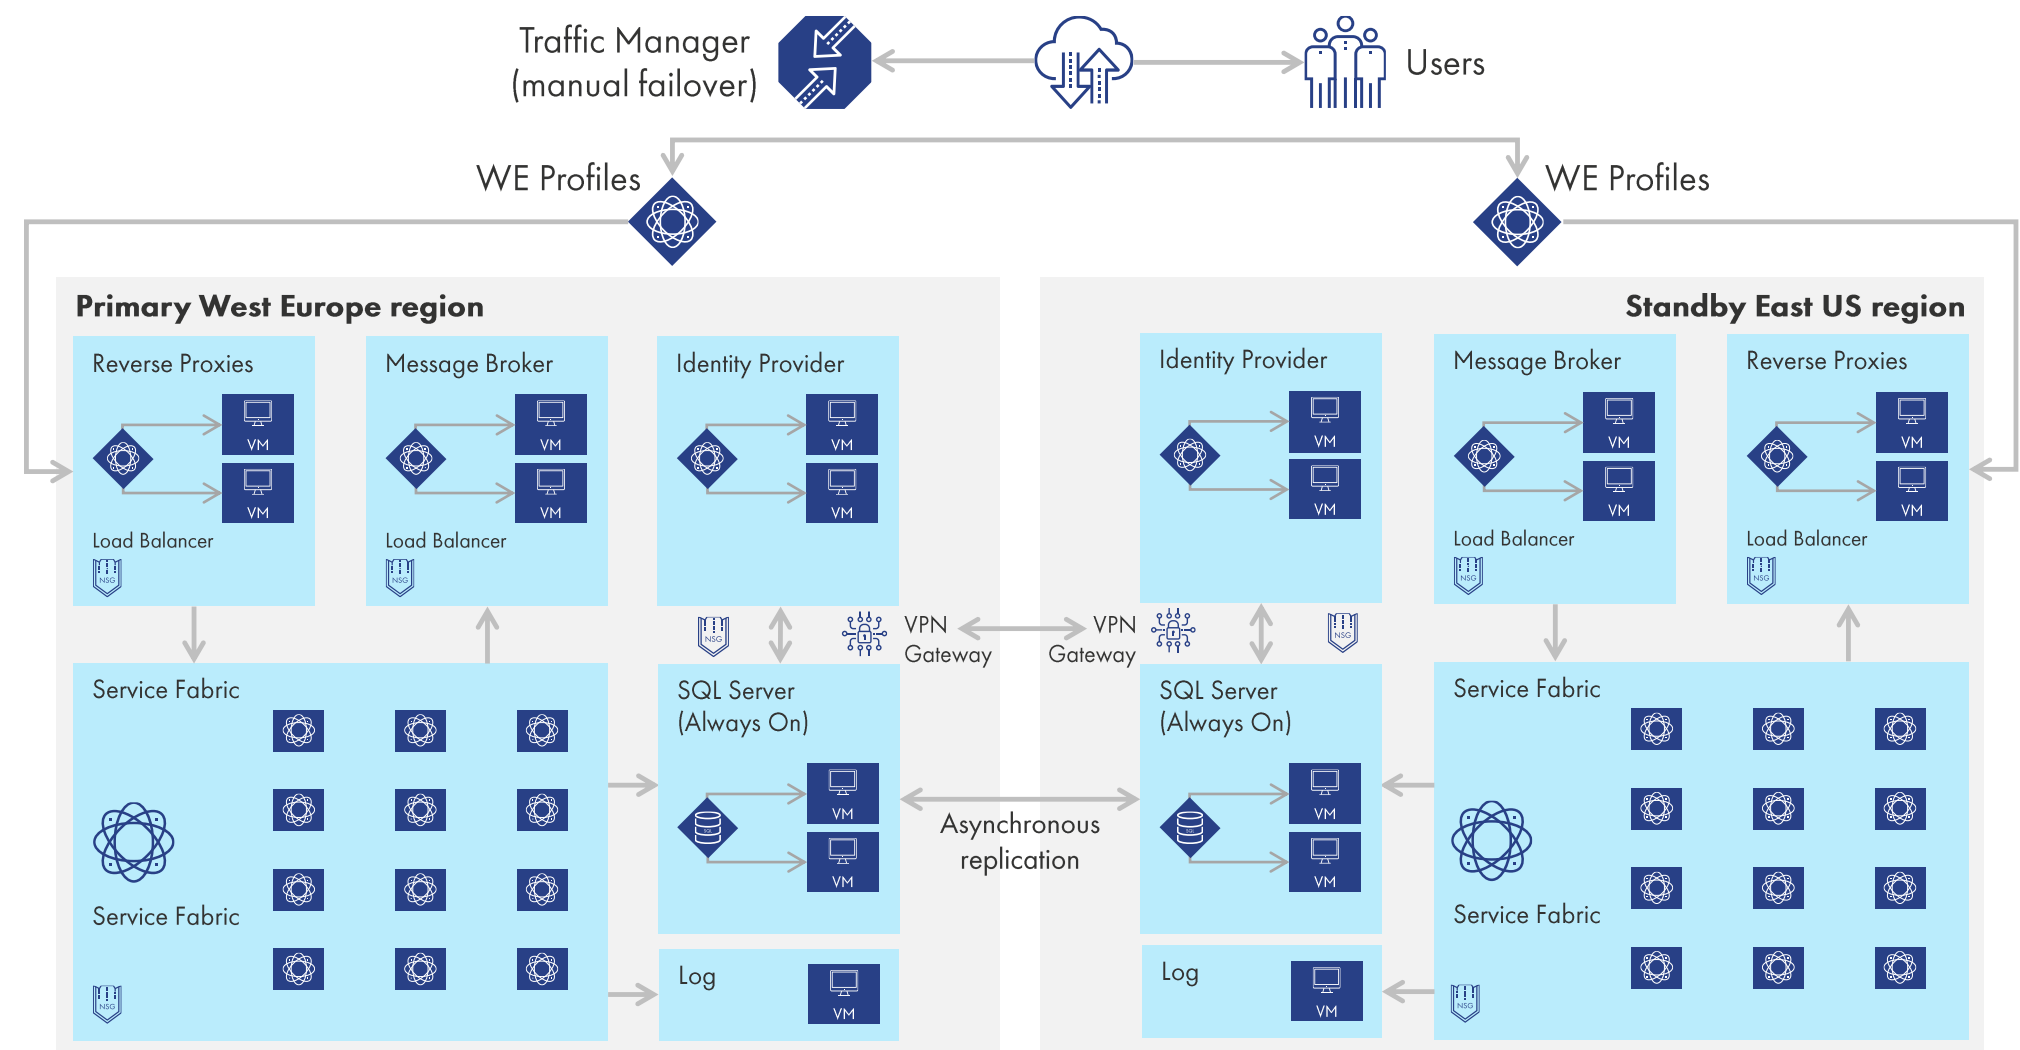 Traffic Manager
(manual failover)
Users
WE Profiles
WE Profiles
Primary West Europe region
Reverse Proxies
VM
VM
Load Balancer
NSG
Message Broker
VM
VM
Load Balancer
NSG
Identity Provider
VM
VM
NSG
VPN
Gateway
Service Fabric
Service Fabric
NSG
SQL Server
(Always On)
SQL
VM
VM
Log
VM
Asynchronous
replication
Standby East US region
Identity Provider
VM
VM
Message Broker
VM
VM
Load Balancer
NSG
Reverse Proxies
VM
VM
Load Balancer
NSG
VPN
Gateway
NSG
SQL Server
(Always On)
SQL
VM
VM
Log
VM
Service Fabric
Service Fabric
NSG